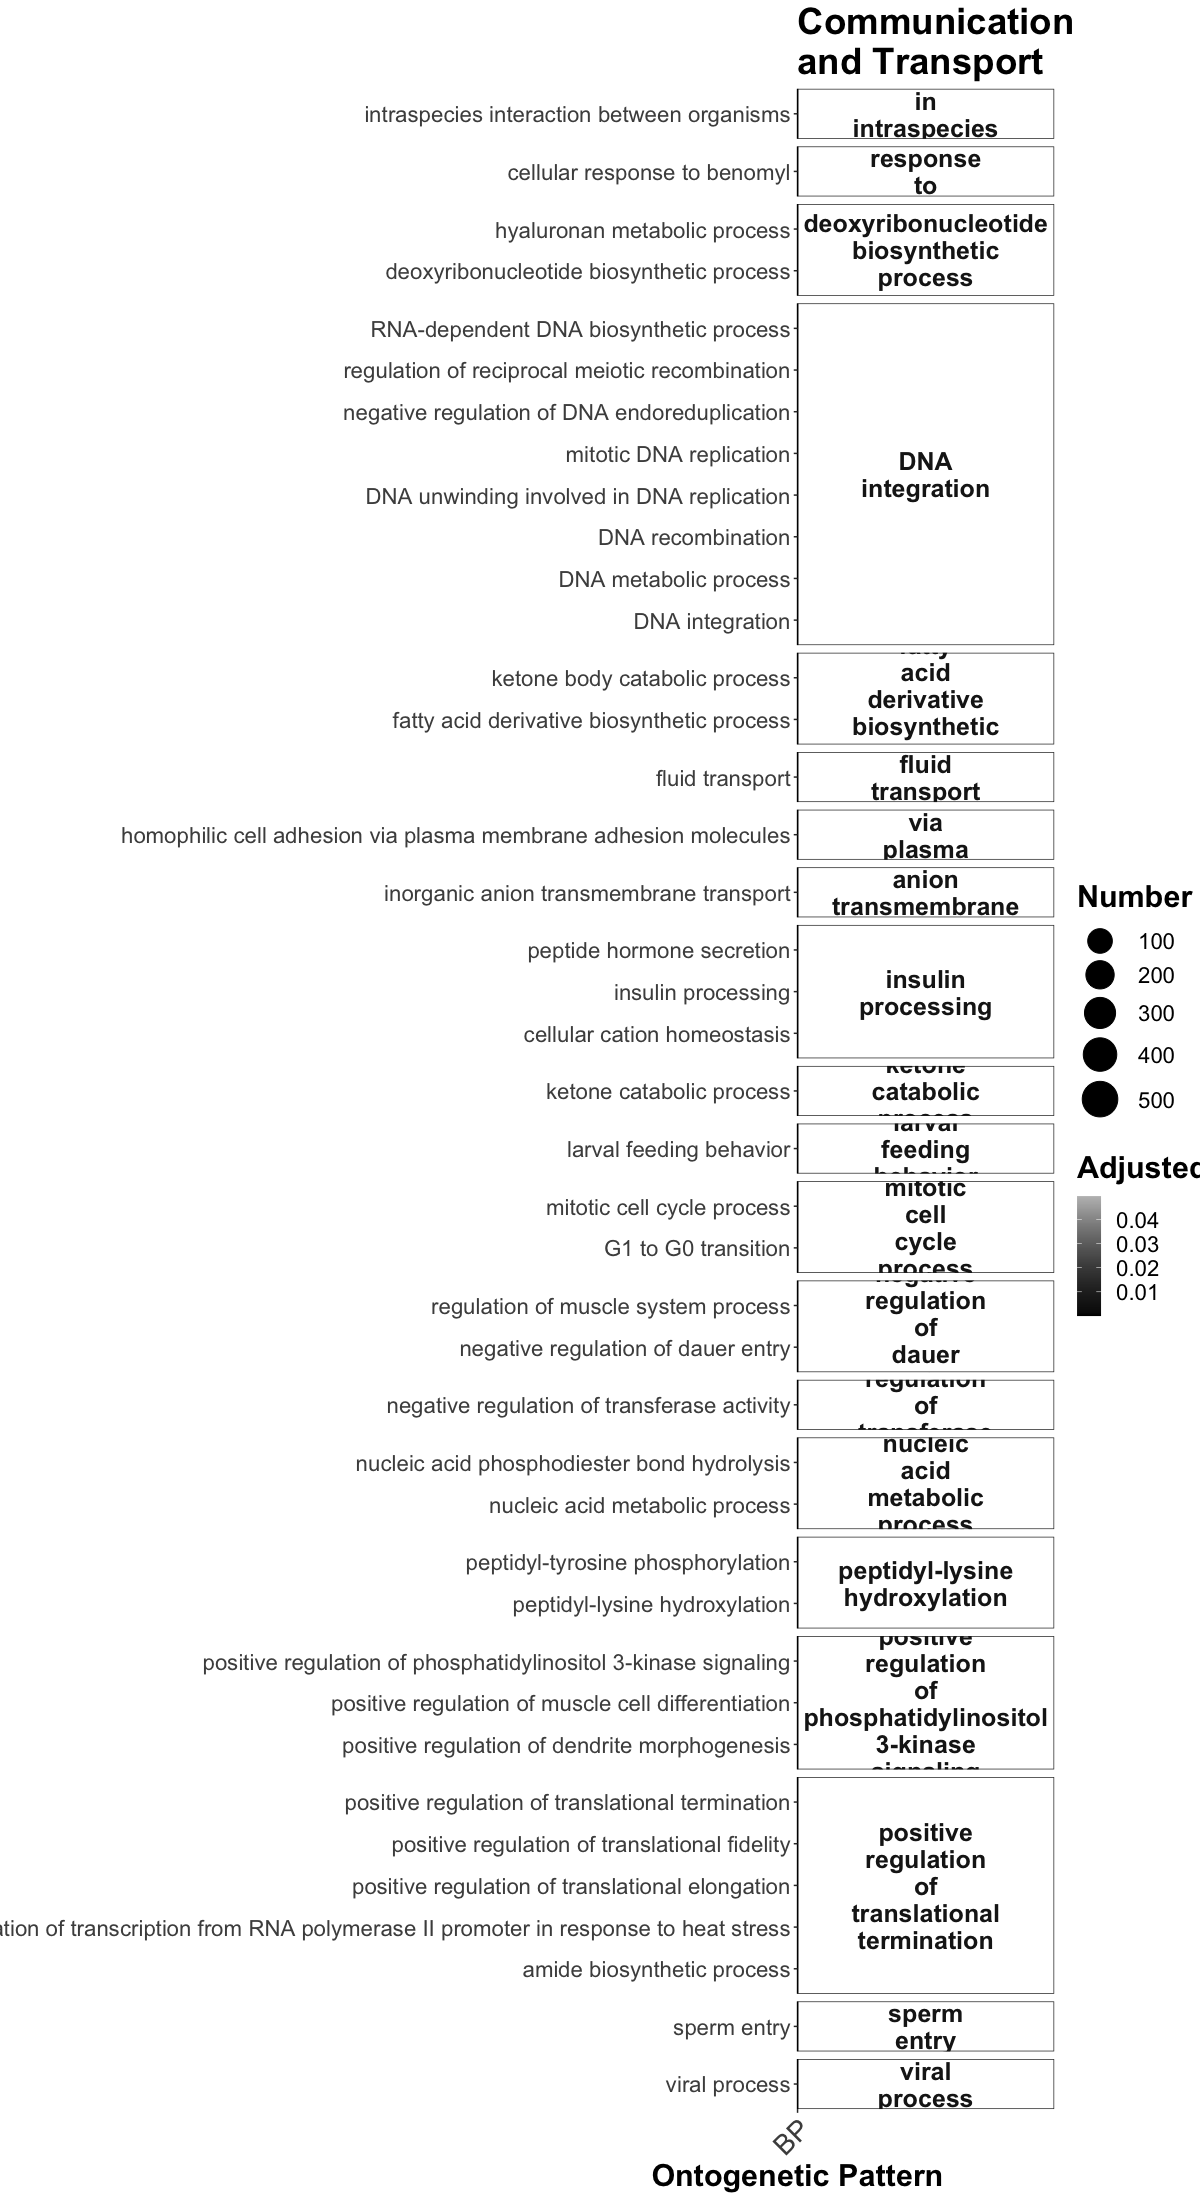 Communication
and Transport
intraspecies interaction between organisms
in
intraspecies
cellular response to benomyl
response
to
hyaluronan metabolic process
deoxyribonucleotide biosynthetic process
deoxyribonucleotide
biosynthetic
process
RNA-dependent DNA biosynthetic process
regulation of reciprocal meiotic recombination
negative regulation of DNA endoreduplication
mitotic DNA replication
DNA unwinding involved in DNA replication
DNA recombination
DNA metabolic process
DNA integration
DNA
integration
ketone body catabolic process
fatty acid derivative biosynthetic process
fatty
acid
derivative
biosynthetic
fluid transport
fluid
transport
homophilic cell adhesion via plasma membrane adhesion molecules
via
plasma
inorganic anion transmembrane transport
anion
transmembrane
peptide hormone secretion
insulin processing
cellular cation homeostasis
insulin
processing
ketone catabolic process
ketone
catabolic
process
larval feeding behavior
larval
feeding
behavior
mitotic cell cycle process
G1 to G0 transition
mitotic
cell
cycle
process
regulation of muscle system process
negative regulation of dauer entry
negative
regulation
of
dauer
negative regulation of transferase activity
regulation
of
transferase
nucleic acid phosphodiester bond hydrolysis
nucleic acid metabolic process
nucleic
acid
metabolic
process
peptidyl-tyrosine phosphorylation
peptidyl-lysine hydroxylation
peptidyl-lysine
hydroxylation
positive regulation of phosphatidylinositol 3-kinase signaling
positive regulation of muscle cell differentiation
positive regulation of dendrite morphogenesis
positive
regulation
of
phosphatidylinositol
3-kinase
signaling
positive regulation of translational termination
positive regulation of translational fidelity
positive regulation of translational elongation
ation of transcription from RNA polymerase II promoter in response to heat stress
amide biosynthetic process
positive
regulation
of
translational
termination
sperm entry
sperm
entry
viral process
viral
process
BP
Ontogenetic Pattern
Number
100
200
300
400
500
Adjusted
0.04
0.03
0.02
0.01